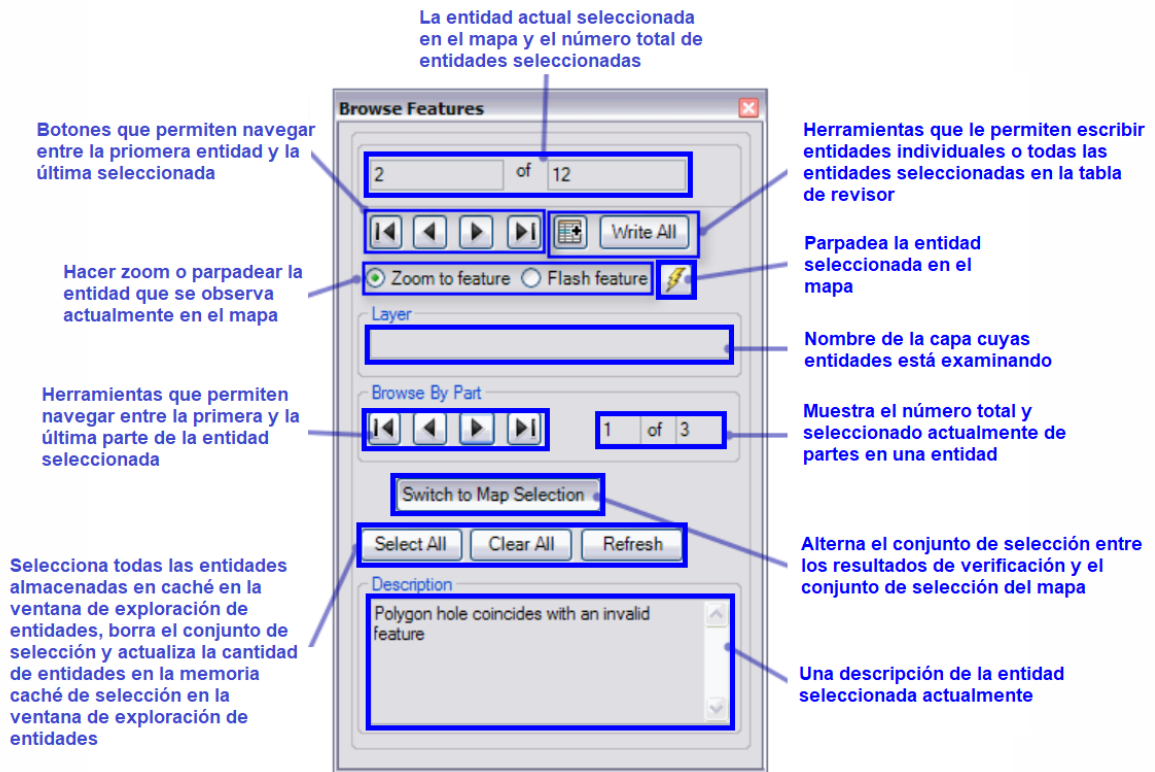 La entidad actual seleccionada
en el mapa y el número total de
entidades seleccionadas
Browse Features
Botones que permiten navegar
entre la priomera entidad y la
última seleccionada
2 of 12
Herramientas que le permiten escribir
entidades individuales o todas las
entidades seleccionadas en la tabla
de revisor
Write All
Hacer zoom o parpadear la
entidad que se observa
actualmente en el mapa
Zoom to feature Flash feature
Parpadea la entidad
seleccionada en el
mapa
Layer
Nombre de la capa cuyas
entidades está examinando
Herramientas que permiten
navegar entre la primera y la
última parte de la entidad
seleccionada
Browse By Part
1 of 3
Muestra el número total y
seleccionado actualmente de
partes en una entidad
Switch to Map Selection
Alterna el conjunto de selección entre
los resultados de verificación y el
conjunto de selección del mapa
Select All Clear All Refresh
Selecciona todas las entidades
almacenadas en caché en la
ventana de exploración de
entidades, borra el conjunto de
selección y actualiza la cantidad
de entidades en la memoria
caché de selección en la
ventana de exploración de
entidades
Description
Polygon hole coincides with an invalid
feature
Una descripción de la entidad
seleccionada actualmente